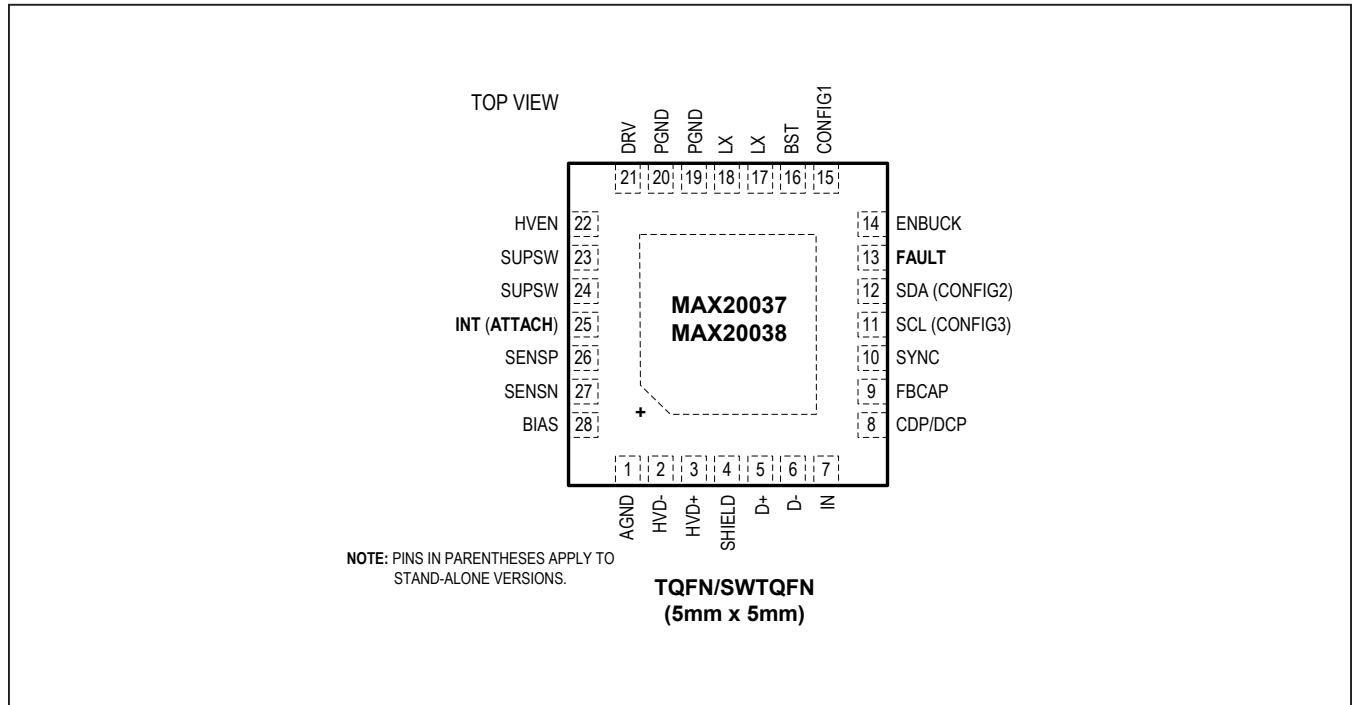 TOP VIEW
DRV
PGND
PGND
LX
LX
BST
CONFIG1
21 20 19 18 17 16 15
HVEN 22
SUPSW 23
SUPSW 24
INT (ATTACH) 25
SENSP 26
SENSN 27
BIAS 28
14 ENBUCK
13 FAULT
12 SDA (CONFIG2)
11 SCL (CONFIG3)
10 SYNC
9 FBCAP
8 CDP/DCP
MAX20037
MAX20038
+
1 2 3 4 5 6 7
AGND
HVD-
HVD+
SHIELD
D+
D-
IN
NOTE: PINS IN PARENTHESES APPLY TO
STAND-ALONE VERSIONS.
TQFN/SWTQFN
(5mm x 5mm)